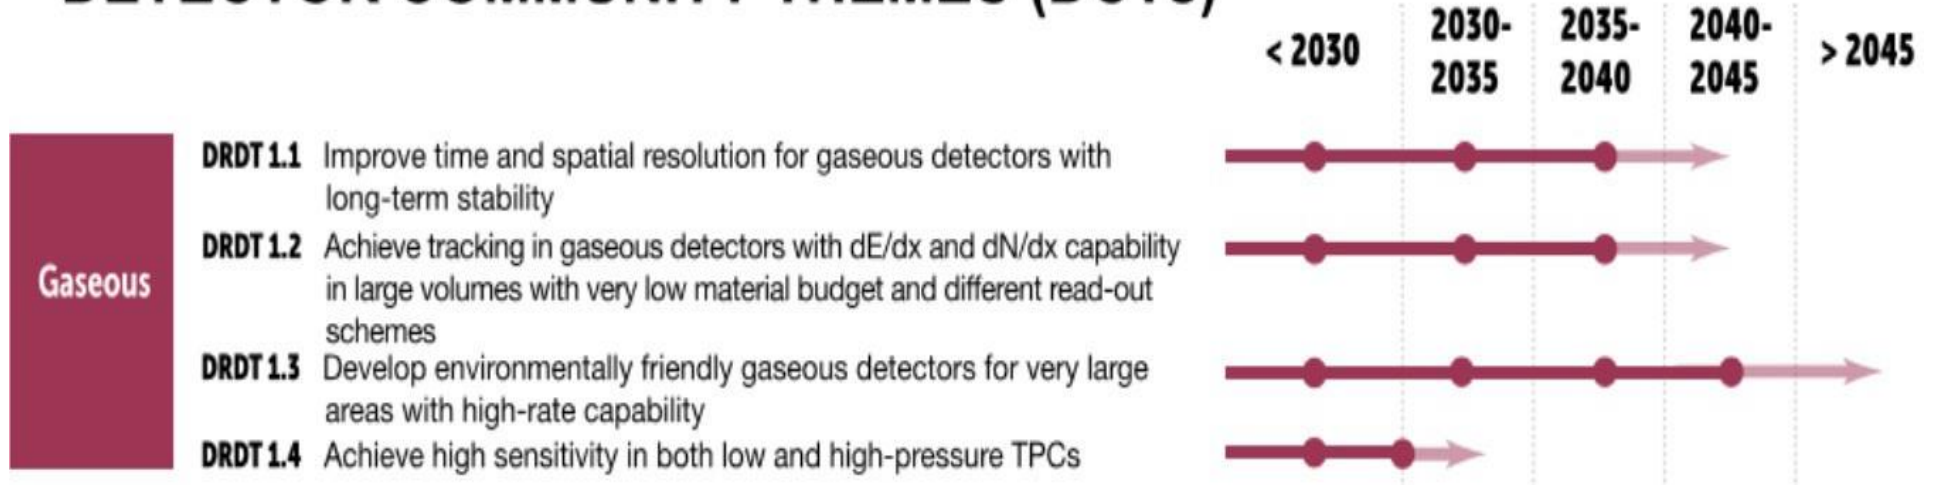 DETECTOR COMMUNITY THEMES (DCTs)
< 2030
2030-
2035
2035-
2040
2040-
2045
> 2045
Gaseous
DRDT 1.1 Improve time and spatial resolution for gaseous detectors with
long-term stability
DRDT 1.2 Achieve tracking in gaseous detectors with dE/dx and dN/dx capability
in large volumes with very low material budget and different read-out
schemes
DRDT 1.3 Develop environmentally friendly gaseous detectors for very large
areas with high-rate capability
DRDT 1.4 Achieve high sensitivity in both low and high-pressure TPCs